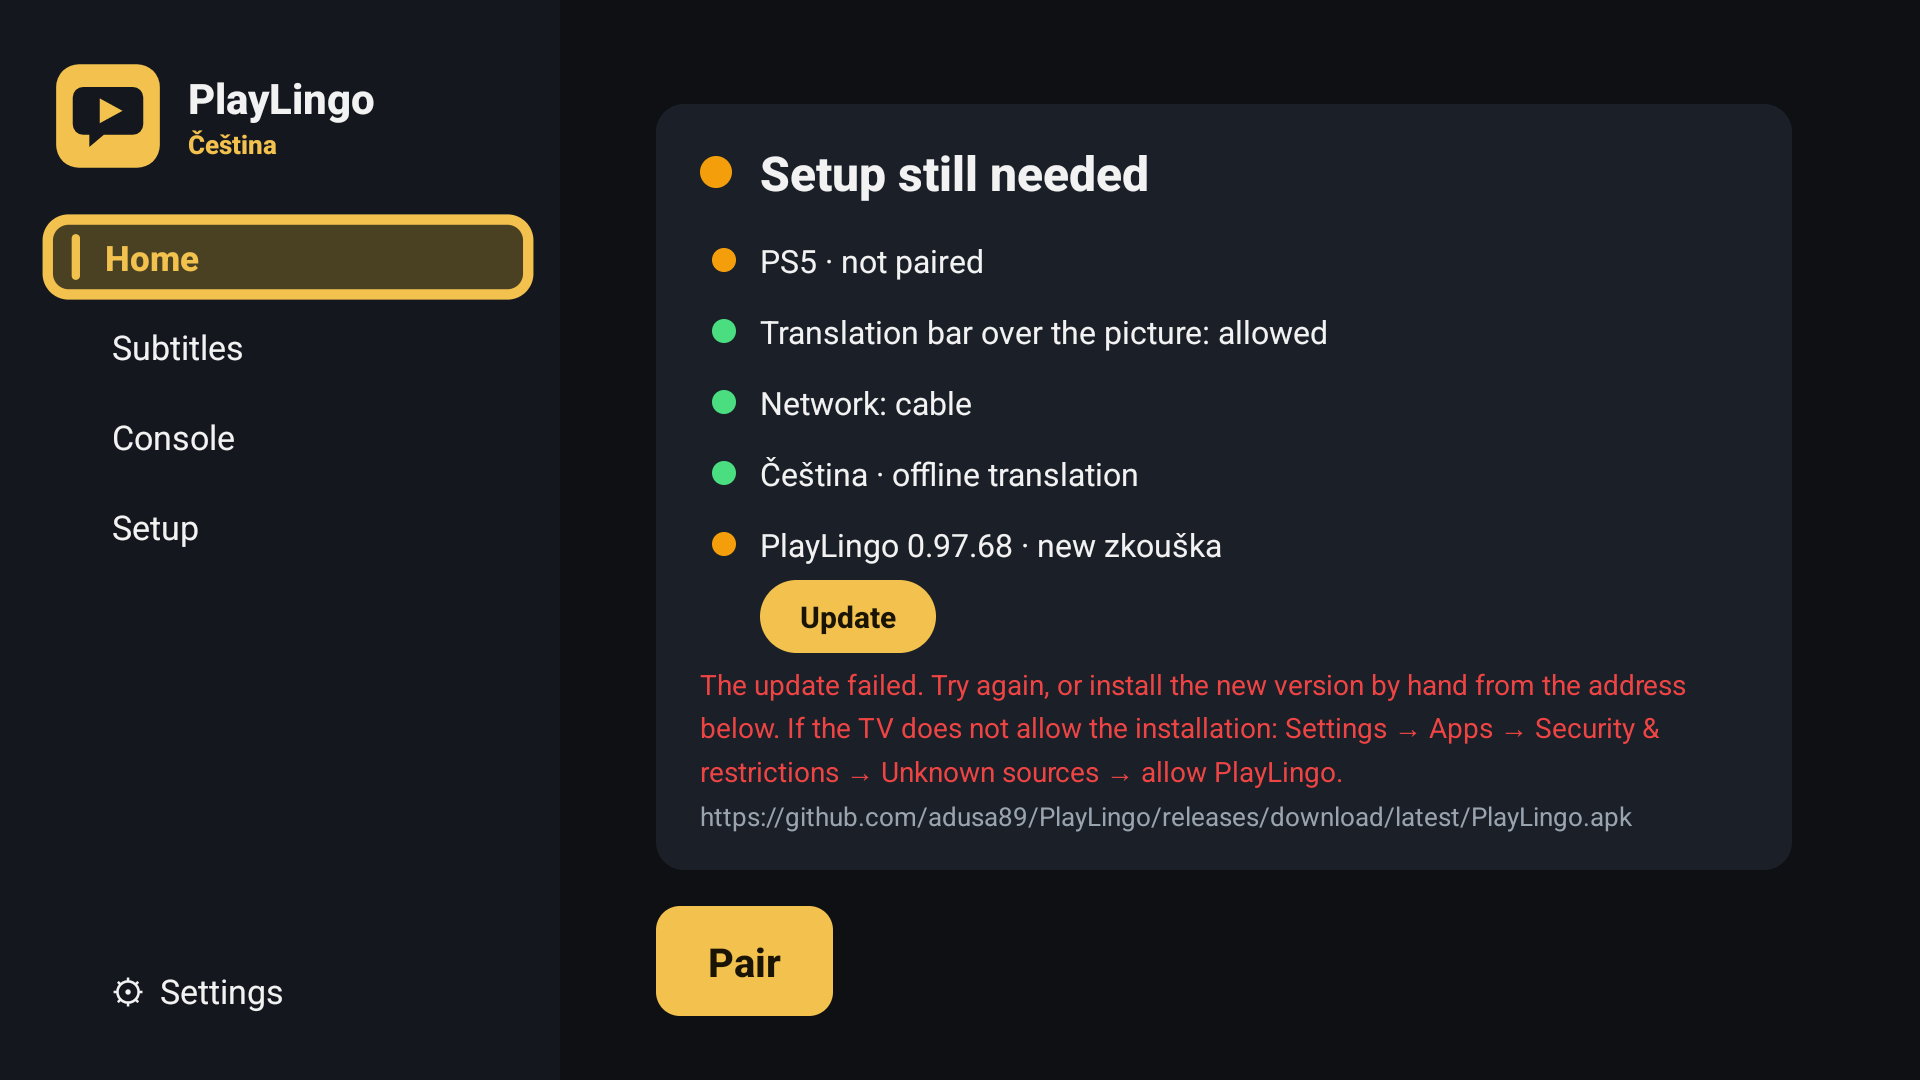 PlayLingo
Čeština
Home
Subtitles
Console
Setup
Settings
Setup still needed
PS5 · not paired
Translation bar over the picture: allowed
Network: cable
Čeština · offline translation
PlayLingo 0.97.68 · new zkouška
Update
The update failed. Try again, or install the new version by hand from the address
below. If the TV does not allow the installation: Settings → Apps → Security &
restrictions → Unknown sources → allow PlayLingo.
https://github.com/adusa89/PlayLingo/releases/download/latest/PlayLingo.apk
Pair